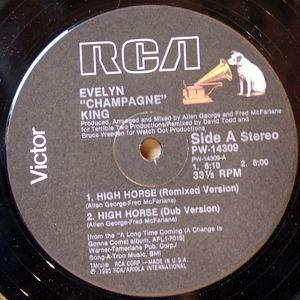 RCA
Victor
EVELYN
"CHAMPAGNE"
KING
Produced, Arranged and Mixed by Allen George and Fred McFarlane
for Terrible Two Productions/Remixed by David Todd and
Bruce Weeden for Watch Out Productions
Side A Stereo
PW-14309
PW-14309-A
1. 6:10 2. 6:00
33⅓ RPM
1. HIGH HORSE (Remixed Version)
(Allen George-Fred McFarlane)
2. HIGH HORSE (Dub Version)
(Allen George-Fred McFarlane)
[from the "A Long Time Coming (A Change Is
Gonna Come) album, AFL1-7015]
Warner-Tamerlane Pub. Corp./
Song-A-Tron Music, BMI
TM(s) ® RCA CORP.—MADE IN U.S.A.
℗ 1985 RCA/ARIOLA INTERNATIONAL